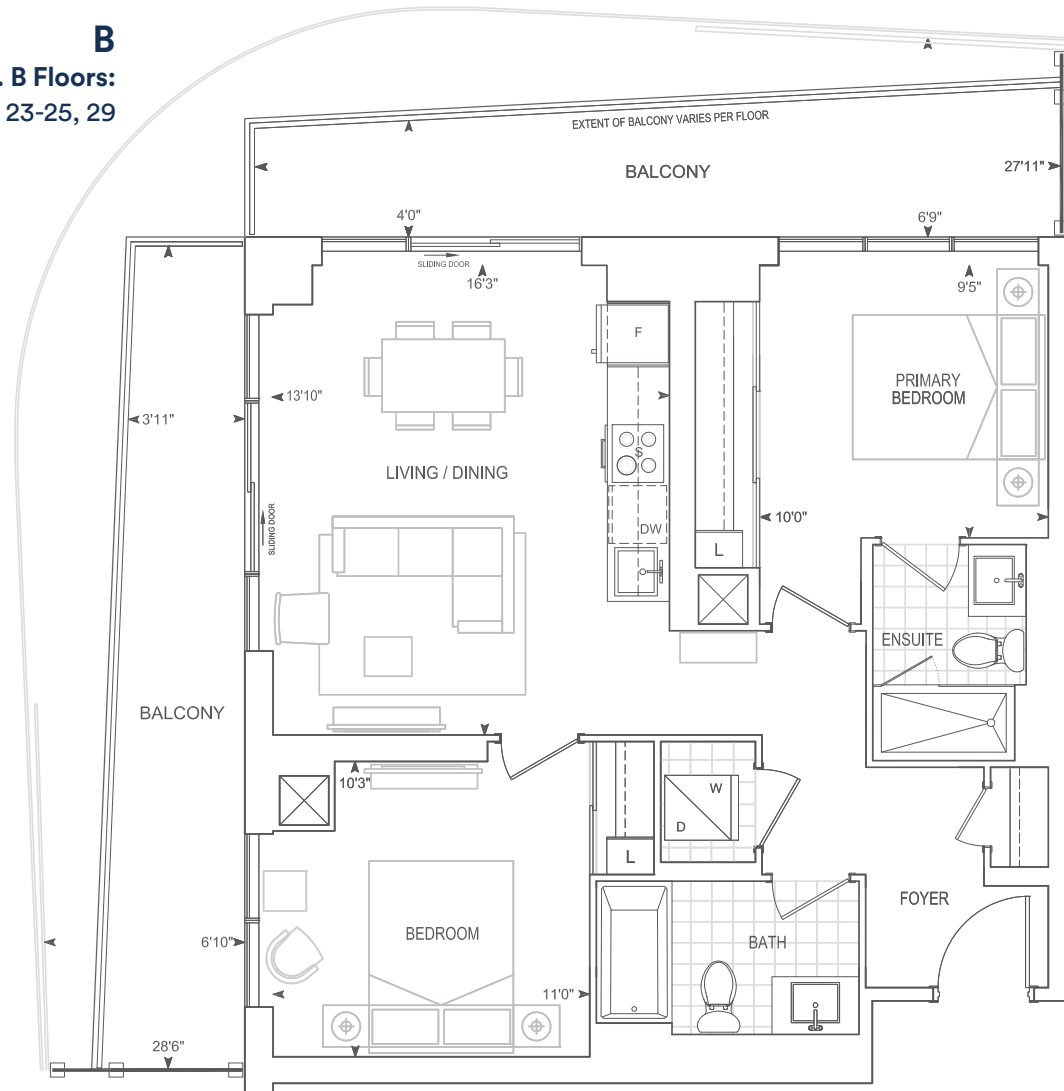 B
. B Floors:
23-25, 29
EXTENT OF BALCONY VARIES PER FLOOR
BALCONY
27'11"
4'0"
6'9"
SLIDING DOOR
16'3"
9'5"
F
PRIMARY
BEDROOM
13'10"
3'11"
S
LIVING / DINING
SLIDING DOOR
DW
10'0"
L
ENSUITE
BALCONY
10'3"
W
D
L
FOYER
BEDROOM
BATH
6'10"
11'0"
28'6"